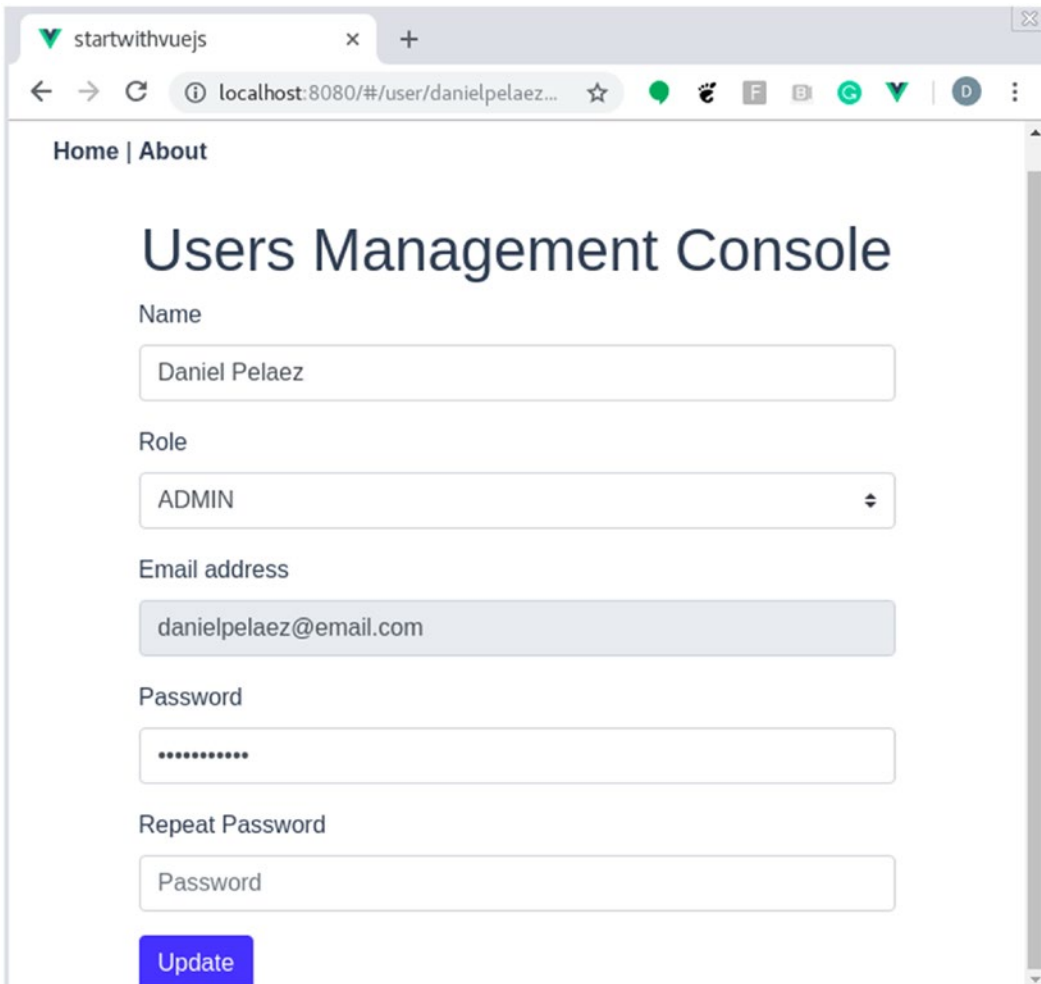 startwithvuejs
localhost:8080/#/user/danielpelaez...
F B G D
Home | About
Users Management Console
Name
Daniel Pelaez
Role
ADMIN
Email address
danielpelaez@email.com
Password
•••••••••••
Repeat Password
Password
Update